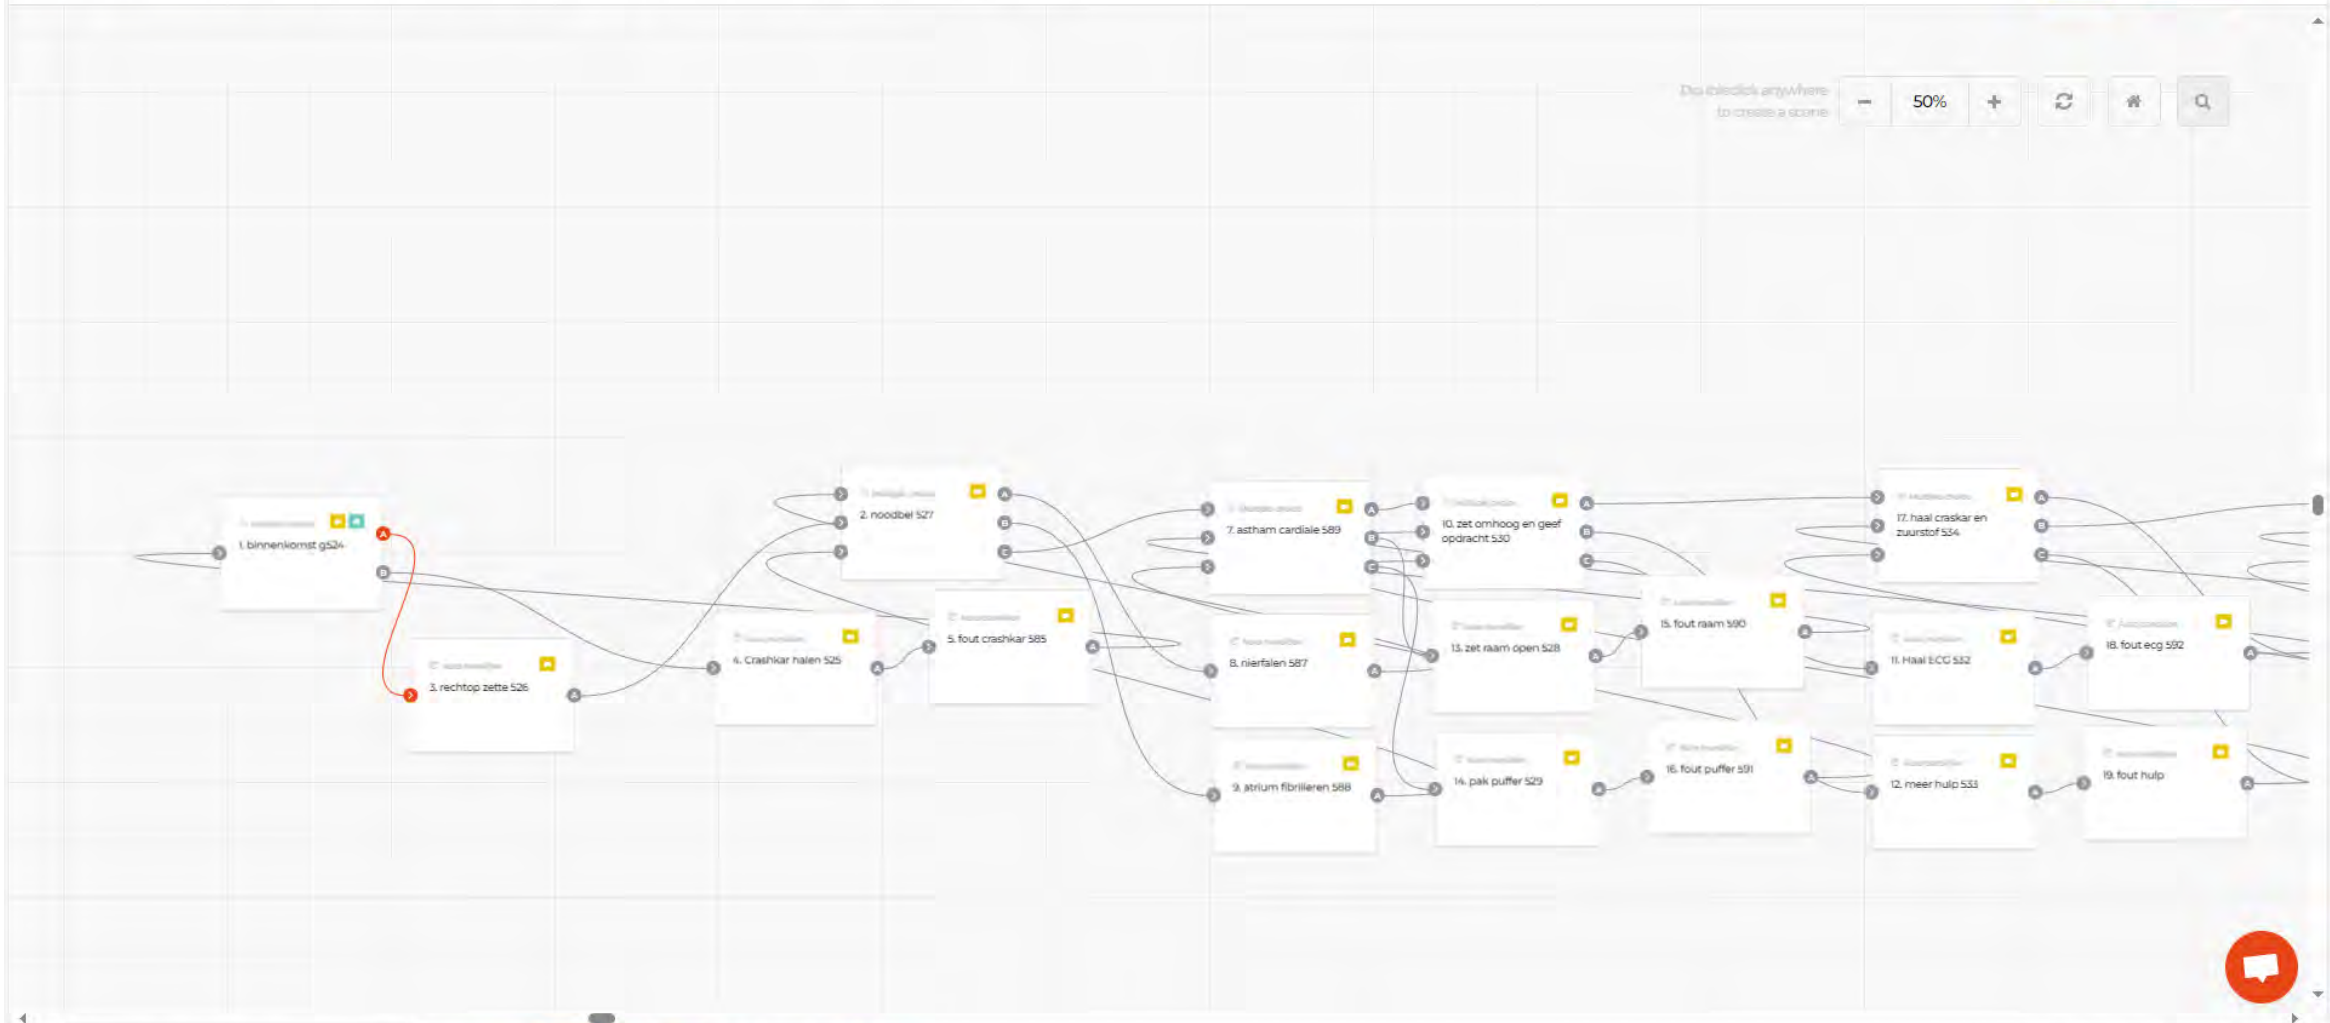 Doubleclick anywhere
to create a scene
50%
1. binnenkomst g524
A
B
3. rechtop zette 526
A
2. noodbel 527
A
B
C
4. Crashkar halen 525
A
5. fout crashkar 585
A
7. astham cardiale 589
A
B
C
8. nierfalen 587
A
9. atrium fibrilleren 588
A
10. zet omhoog en geef
opdracht 530
A
B
C
13. zet raam open 528
A
14. pak puffer 529
A
15. fout raam 590
A
16. fout puffer 591
A
17. haal craskar en
zuurstof 534
A
B
C
11. Haal ECG 532
A
12. meer hulp 533
A
18. fout ecg 592
A
19. fout hulp
A